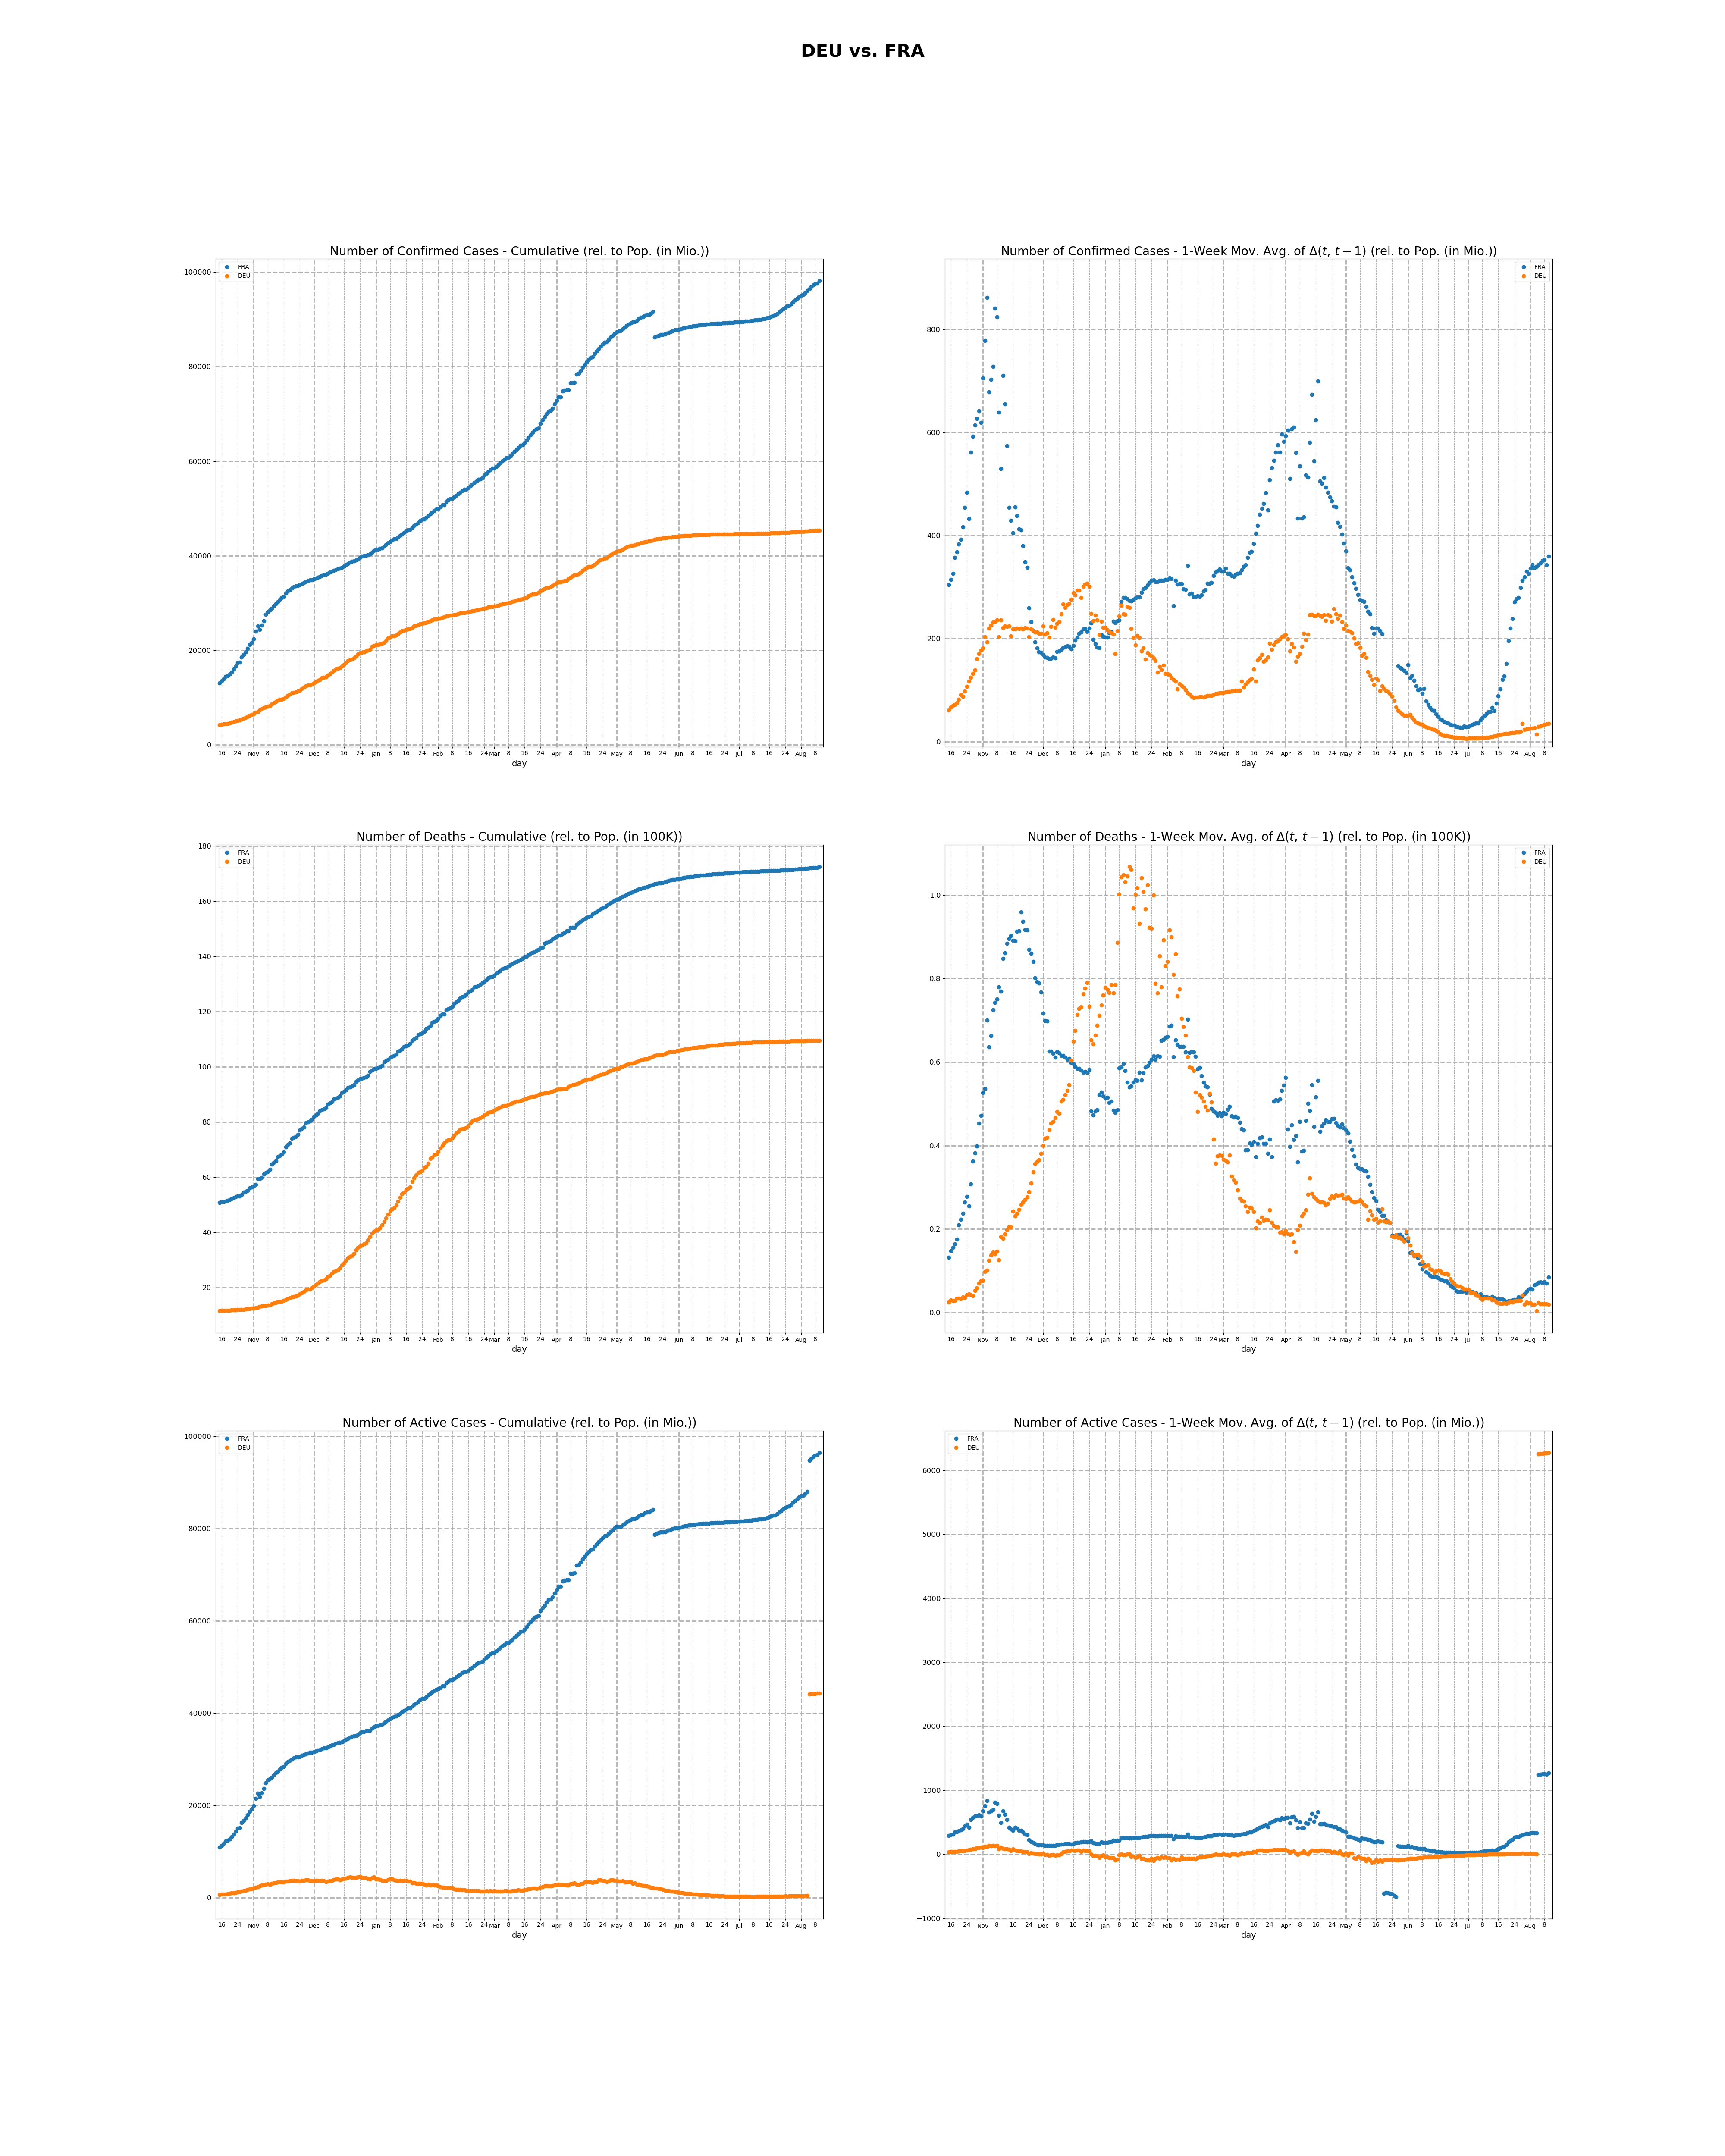 DEU vs. FRA
Number of Confirmed Cases - Cumulative (rel. to Pop. (in Mio.))
FRA
DEU
100000
80000
60000
40000
20000
0
16 24 Nov 8 16 24 Dec 8 16 24 Jan 8 16 24 Feb 8 16 24 Mar 8 16 24 Apr 8 16 24 May 8 16 24 Jun 8 16 24 Jul 8 16 24 Aug 8
day
Number of Confirmed Cases - 1-Week Mov. Avg. of Δ(t, t − 1) (rel. to Pop. (in Mio.))
FRA
DEU
800
600
400
200
0
16 24 Nov 8 16 24 Dec 8 16 24 Jan 8 16 24 Feb 8 16 24 Mar 8 16 24 Apr 8 16 24 May 8 16 24 Jun 8 16 24 Jul 8 16 24 Aug 8
day
Number of Deaths - Cumulative (rel. to Pop. (in 100K))
FRA
DEU
180
160
140
120
100
80
60
40
20
16 24 Nov 8 16 24 Dec 8 16 24 Jan 8 16 24 Feb 8 16 24 Mar 8 16 24 Apr 8 16 24 May 8 16 24 Jun 8 16 24 Jul 8 16 24 Aug 8
day
Number of Deaths - 1-Week Mov. Avg. of Δ(t, t − 1) (rel. to Pop. (in 100K))
FRA
DEU
1.0
0.8
0.6
0.4
0.2
0.0
16 24 Nov 8 16 24 Dec 8 16 24 Jan 8 16 24 Feb 8 16 24 Mar 8 16 24 Apr 8 16 24 May 8 16 24 Jun 8 16 24 Jul 8 16 24 Aug 8
day
Number of Active Cases - Cumulative (rel. to Pop. (in Mio.))
FRA
DEU
100000
80000
60000
40000
20000
0
16 24 Nov 8 16 24 Dec 8 16 24 Jan 8 16 24 Feb 8 16 24 Mar 8 16 24 Apr 8 16 24 May 8 16 24 Jun 8 16 24 Jul 8 16 24 Aug 8
day
Number of Active Cases - 1-Week Mov. Avg. of Δ(t, t − 1) (rel. to Pop. (in Mio.))
FRA
DEU
6000
5000
4000
3000
2000
1000
0
−1000
16 24 Nov 8 16 24 Dec 8 16 24 Jan 8 16 24 Feb 8 16 24 Mar 8 16 24 Apr 8 16 24 May 8 16 24 Jun 8 16 24 Jul 8 16 24 Aug 8
day